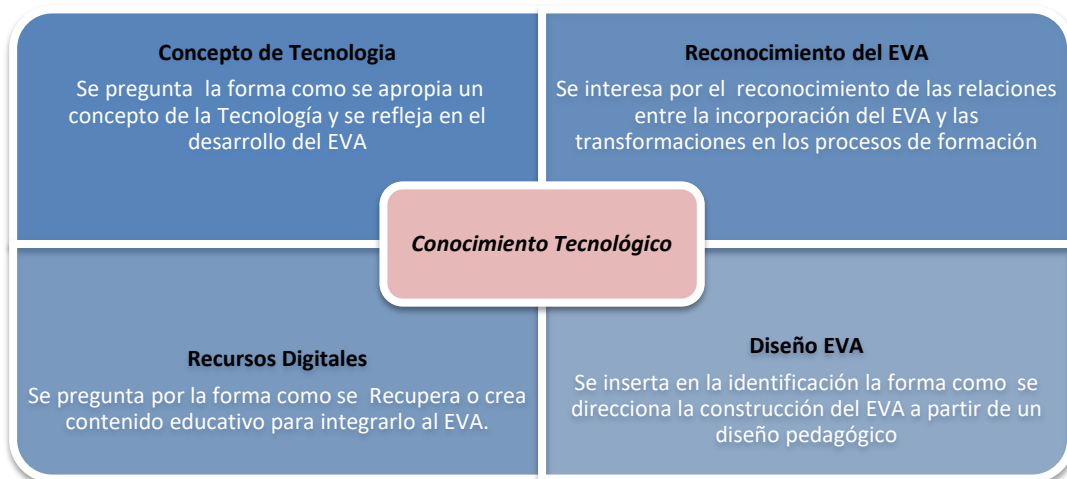 Concepto de Tecnologia
Se pregunta la forma como se apropia un
concepto de la Tecnología y se refleja en el
desarrollo del EVA
Reconocimiento del EVA
Se interesa por el reconocimiento de las relaciones
entre la incorporación del EVA y las
transformaciones en los procesos de formación
Conocimiento Tecnológico
Recursos Digitales
Se pregunta por la forma como se Recupera o crea
contenido educativo para integrarlo al EVA.
Diseño EVA
Se inserta en la identificación la forma como se
direcciona la construcción del EVA a partir de un
diseño pedagógico